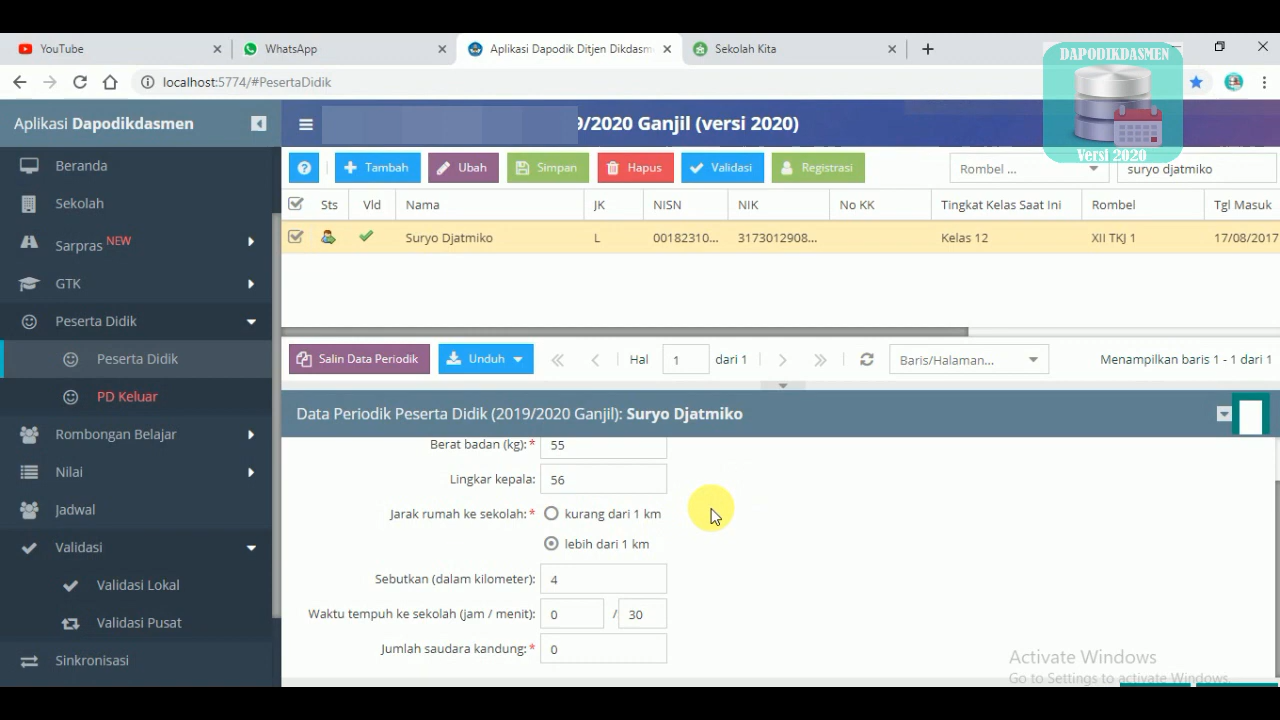 YouTube
WhatsApp
Aplikasi Dapodik Ditjen Dikdasm
Sekolah Kita
localhost:5774/#PesertaDidik
DAPODIKDASMEN
Versi 2020
Aplikasi Dapodikdasmen
9/2020 Ganjil (versi 2020)
Beranda
Sekolah
Sarpras NEW
GTK
Peserta Didik
Peserta Didik
PD Keluar
Rombongan Belajar
Nilai
Jadwal
Validasi
Validasi Lokal
Validasi Pusat
Sinkronisasi
Tambah Ubah Simpan Hapus Validasi Registrasi Rombel ... suryo djatmiko
Sts Vld Nama JK NISN NIK No KK Tingkat Kelas Saat Ini Rombel Tgl Masuk
Suryo Djatmiko L 00182310... 3173012908... Kelas 12 XII TKJ 1 17/08/2017
Salin Data Periodik Unduh Hal 1 dari 1 Baris/Halaman... Menampilkan baris 1 - 1 dari 1
Data Periodik Peserta Didik (2019/2020 Ganjil): Suryo Djatmiko
Berat badan (kg):* 55
Lingkar kepala: 56
Jarak rumah ke sekolah:* kurang dari 1 km
lebih dari 1 km
Sebutkan (dalam kilometer): 4
Waktu tempuh ke sekolah (jam / menit): 0 / 30
Jumlah saudara kandung:* 0
Activate Windows
Go to Settings to activate Windows.